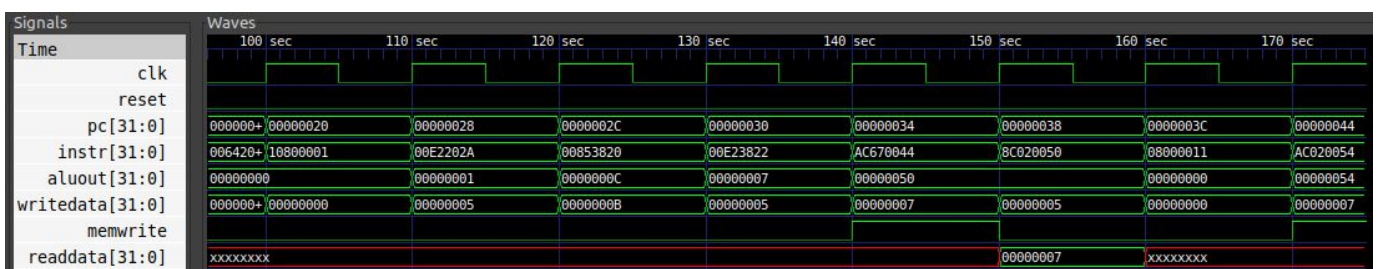 Signals Waves
Time 100 sec 110 sec 120 sec 130 sec 140 sec 150 sec 160 sec 170 sec
clk
reset
pc[31:0] 000000+ 00000020 00000028 0000002C 00000030 00000034 00000038 0000003C 00000044
instr[31:0] 006420+ 10800001 00E2202A 00853820 00E23822 AC670044 8C020050 08000011 AC020054
aluout[31:0] 00000000 00000001 0000000C 00000007 00000050 00000000 00000054
writedata[31:0] 000000+ 00000000 00000005 0000000B 00000005 00000007 00000005 00000000 00000007
memwrite
readdata[31:0] xxxxxxxx 00000007 xxxxxxxx